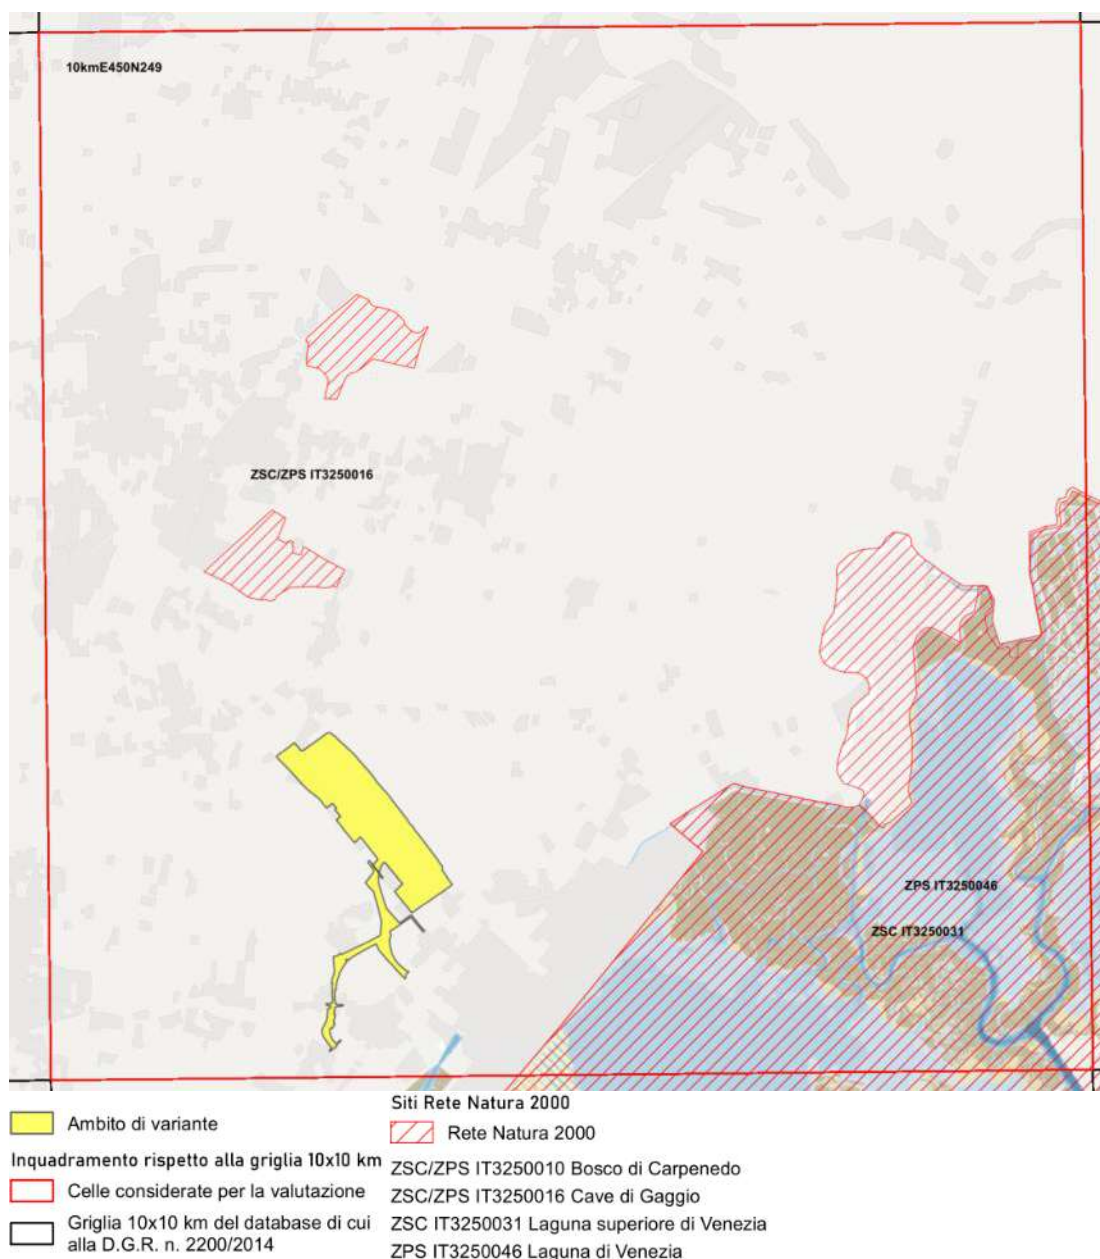 10kmE450N249
ZSC/ZPS IT3250016
ZPS IT3250046
ZSC IT3250031
Ambito di variante
Inquadramento rispetto alla griglia 10x10 km
Celle considerate per la valutazione
Griglia 10x10 km del database di cui
alla D.G.R. n. 2200/2014
Siti Rete Natura 2000
Rete Natura 2000
ZSC/ZPS IT3250010 Bosco di Carpenedo
ZSC/ZPS IT3250016 Cave di Gaggio
ZSC IT3250031 Laguna superiore di Venezia
ZPS IT3250046 Laguna di Venezia